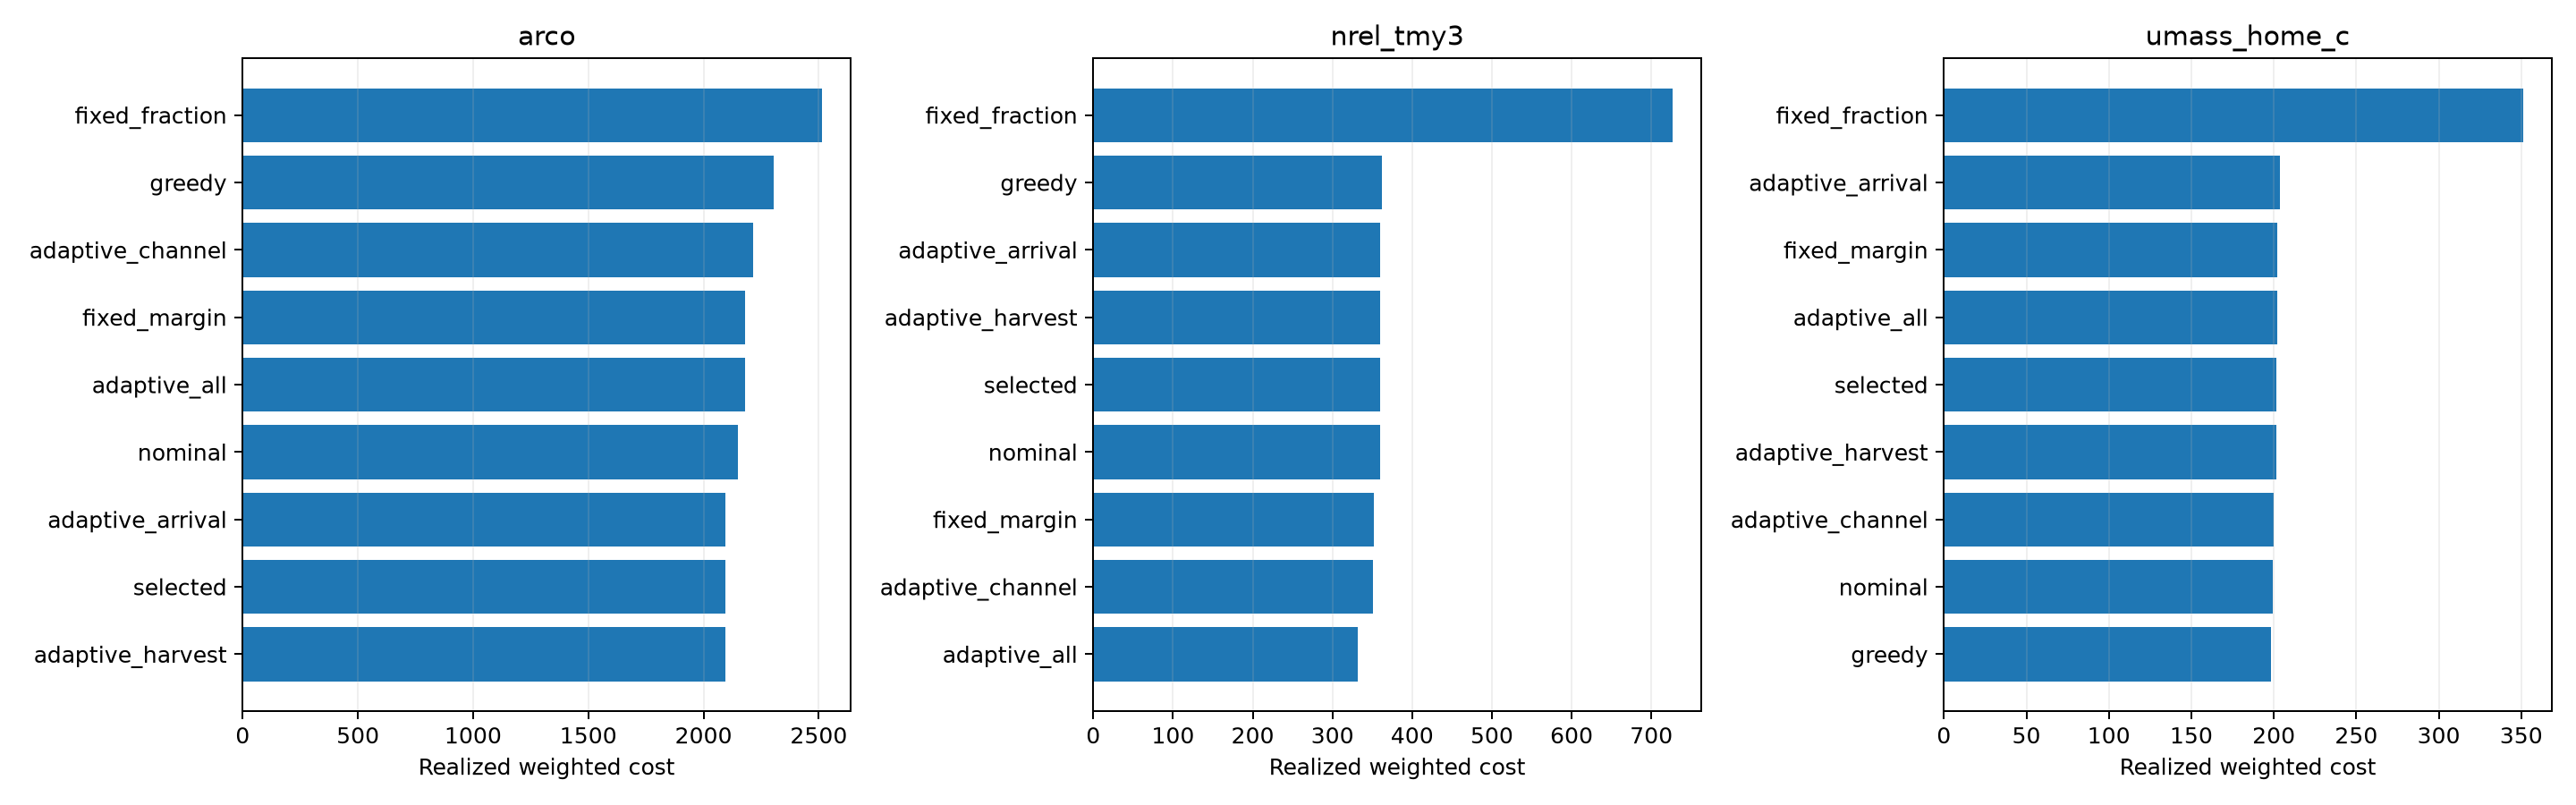 arco
fixed_fraction
greedy
adaptive_channel
fixed_margin
adaptive_all
nominal
adaptive_arrival
selected
adaptive_harvest
0 500 1000 1500 2000 2500
Realized weighted cost
nrel_tmy3
fixed_fraction
greedy
adaptive_arrival
adaptive_harvest
selected
nominal
fixed_margin
adaptive_channel
adaptive_all
0 100 200 300 400 500 600 700
Realized weighted cost
umass_home_c
fixed_fraction
adaptive_arrival
fixed_margin
adaptive_all
selected
adaptive_harvest
adaptive_channel
nominal
greedy
0 50 100 150 200 250 300 350
Realized weighted cost